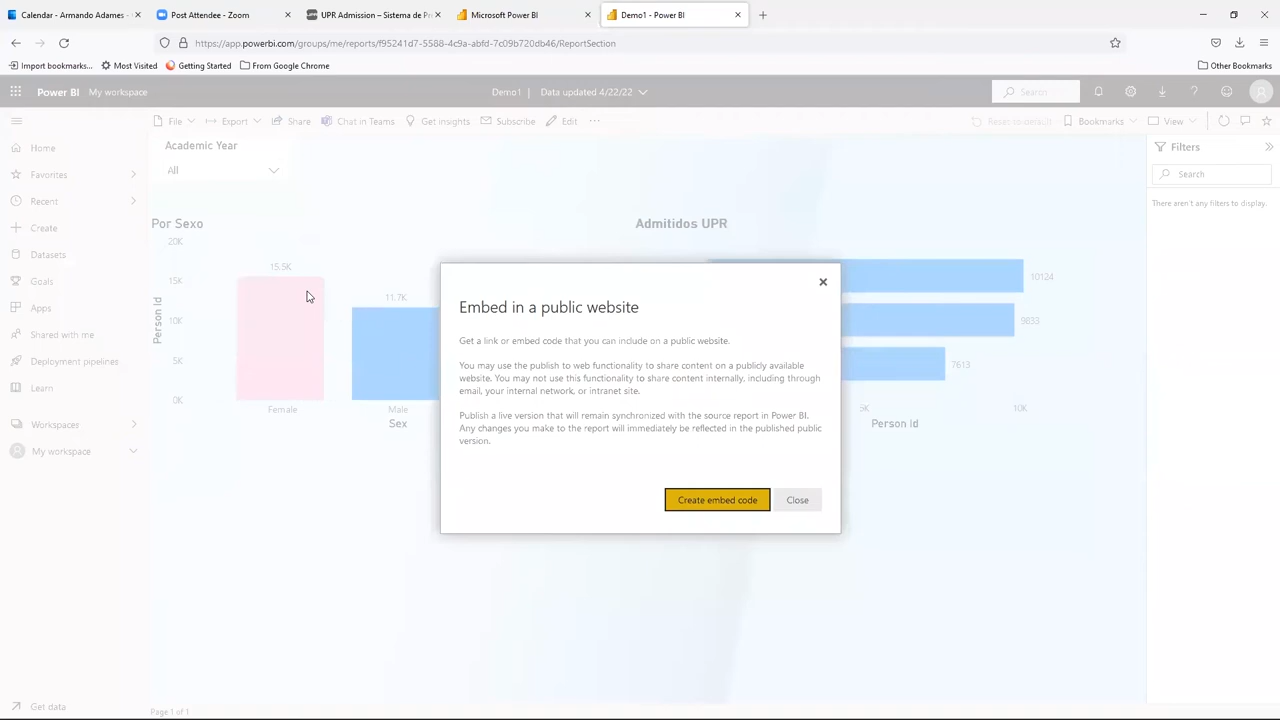 Calendar - Armando Adames -
Post Attendee - Zoom
UPR Admission – Sistema de Pr
Microsoft Power BI
Demo1 - Power BI
https://app.powerbi.com/groups/me/reports/f95241d7-5588-4c9a-abfd-7c09b720db46/ReportSection
Import bookmarks...
Most Visited
Getting Started
From Google Chrome
Other Bookmarks
Power BI
My workspace
Demo1
Data updated 4/22/22
Search
File
Export
Share
Chat in Teams
Get insights
Subscribe
Edit
Reset to default
Bookmarks
View
Home
Favorites
Recent
Create
Datasets
Goals
Apps
Shared with me
Deployment pipelines
Learn
Workspaces
My workspace
Get data
Academic Year
All
Filters
Search
There aren't any filters to display.
Por Sexo
20K
15K
10K
5K
0K
Person Id
15.5K
11.7K
Female
Male
Sex
Admitidos UPR
10124
9833
7613
5K
10K
Person Id
Embed in a public website
Get a link or embed code that you can include on a public website.
You may use the publish to web functionality to share content on a publicly available
website. You may not use this functionality to share content internally, including through
email, your internal network, or intranet site.
Publish a live version that will remain synchronized with the source report in Power BI.
Any changes you make to the report will immediately be reflected in the published public
version.
Create embed code
Close
Page 1 of 1